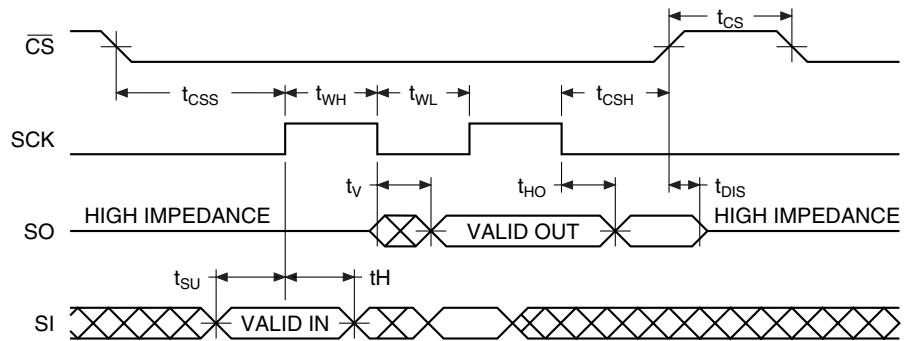 tCS
CS
tCSS
tWH
tWL
tCSH
SCK
tV
tHO
tDIS
HIGH IMPEDANCE
HIGH IMPEDANCE
SO
VALID OUT
tSU
tH
SI
VALID IN